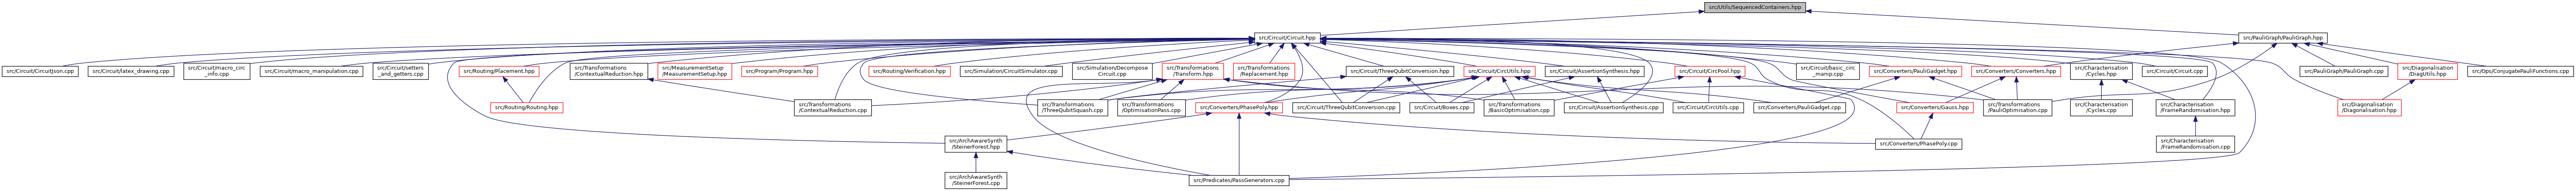 src/Utils/SequencedContainers.hpp
src/Circuit/Circuit.hpp
src/PauliGraph/PauliGraph.hpp
src/Circuit/CircuitJson.cpp
src/Circuit/latex_drawing.cpp
src/Circuit/macro_circ
_info.cpp
src/Circuit/macro_manipulation.cpp
src/Circuit/setters
_and_getters.cpp
src/Routing/Placement.hpp
src/Transformations
/ContextualReduction.hpp
src/MeasurementSetup
/MeasurementSetup.hpp
src/Program/Program.hpp
src/Routing/Verification.hpp
src/Simulation/CircuitSimulator.cpp
src/Simulation/Decompose
Circuit.cpp
src/Transformations
/Transform.hpp
src/Transformations
/Replacement.hpp
src/Circuit/ThreeQubitConversion.hpp
src/Circuit/CircUtils.hpp
src/Circuit/AssertionSynthesis.hpp
src/Circuit/CircPool.hpp
src/Circuit/basic_circ
_manip.cpp
src/Converters/PauliGadget.hpp
src/Converters/Converters.hpp
src/Characterisation
/Cycles.hpp
src/Circuit/Circuit.cpp
src/PauliGraph/PauliGraph.cpp
src/Diagonalisation
/DiagUtils.hpp
src/Ops/ConjugatePauliFunctions.cpp
src/Routing/Routing.hpp
src/Transformations
/ContextualReduction.cpp
src/Transformations
/ThreeQubitSquash.cpp
src/Transformations
/OptimisationPass.cpp
src/Converters/PhasePoly.hpp
src/Circuit/ThreeQubitConversion.cpp
src/Circuit/Boxes.cpp
src/Transformations
/BasicOptimisation.cpp
src/Circuit/AssertionSynthesis.cpp
src/Circuit/CircUtils.cpp
src/Converters/PauliGadget.cpp
src/Converters/Gauss.hpp
src/Transformations
/PauliOptimisation.cpp
src/Characterisation
/Cycles.cpp
src/Characterisation
/FrameRandomisation.hpp
src/Diagonalisation
/Diagonalisation.hpp
src/ArchAwareSynth
/SteinerForest.hpp
src/Converters/PhasePoly.cpp
src/Characterisation
/FrameRandomisation.cpp
src/ArchAwareSynth
/SteinerForest.cpp
src/Predicates/PassGenerators.cpp